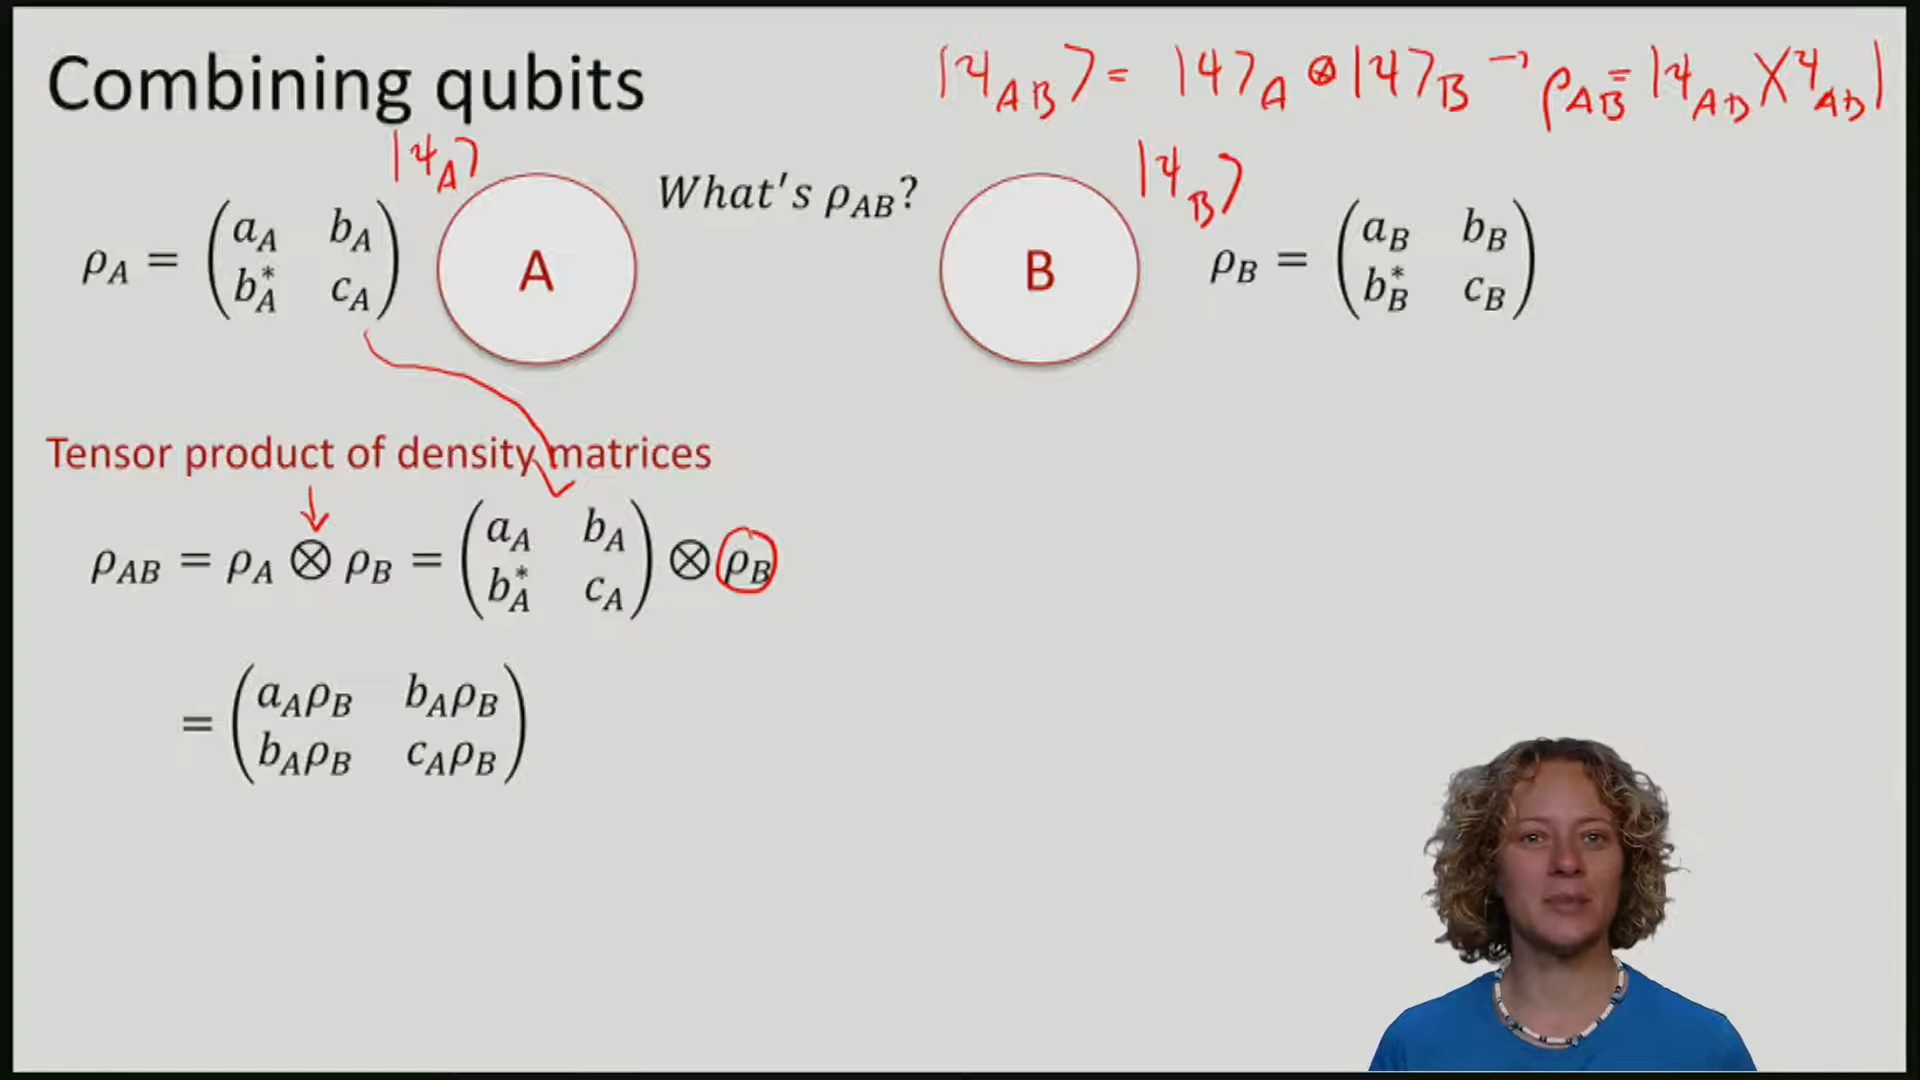 Combining qubits
|ψ_AB⟩ = |ψ⟩_A ⊗ |ψ⟩_B → ρ_AB = |ψ_AB⟩⟨ψ_AB|
|ψ_A⟩
What's ρ_AB?
|ψ_B⟩
ρ_A = (a_A b_A
b_A^* c_A)
A
B
ρ_B = (a_B b_B
b_B^* c_B)
Tensor product of density matrices
ρ_AB = ρ_A ⊗ ρ_B = (a_A b_A
b_A^* c_A) ⊗ ρ_B
= (a_Aρ_B b_Aρ_B
b_Aρ_B c_Aρ_B)